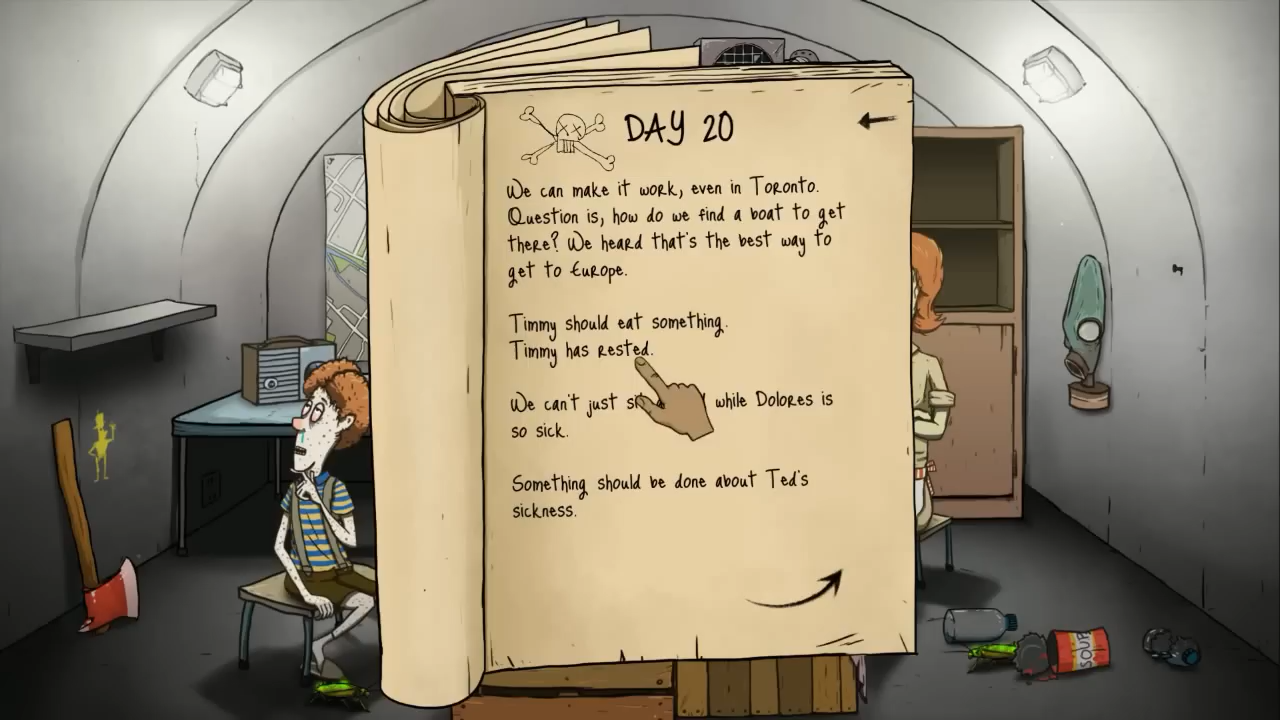 DAY 20
We can make it work, even in Toronto.
Question is, how do we find a boat to get
there? We heard that's the best way to
get to Europe.
Timmy should eat something.
Timmy has rested.
We can't just while Dolores is
so sick.
Something should be done about Ted's
sickness.
SOUP